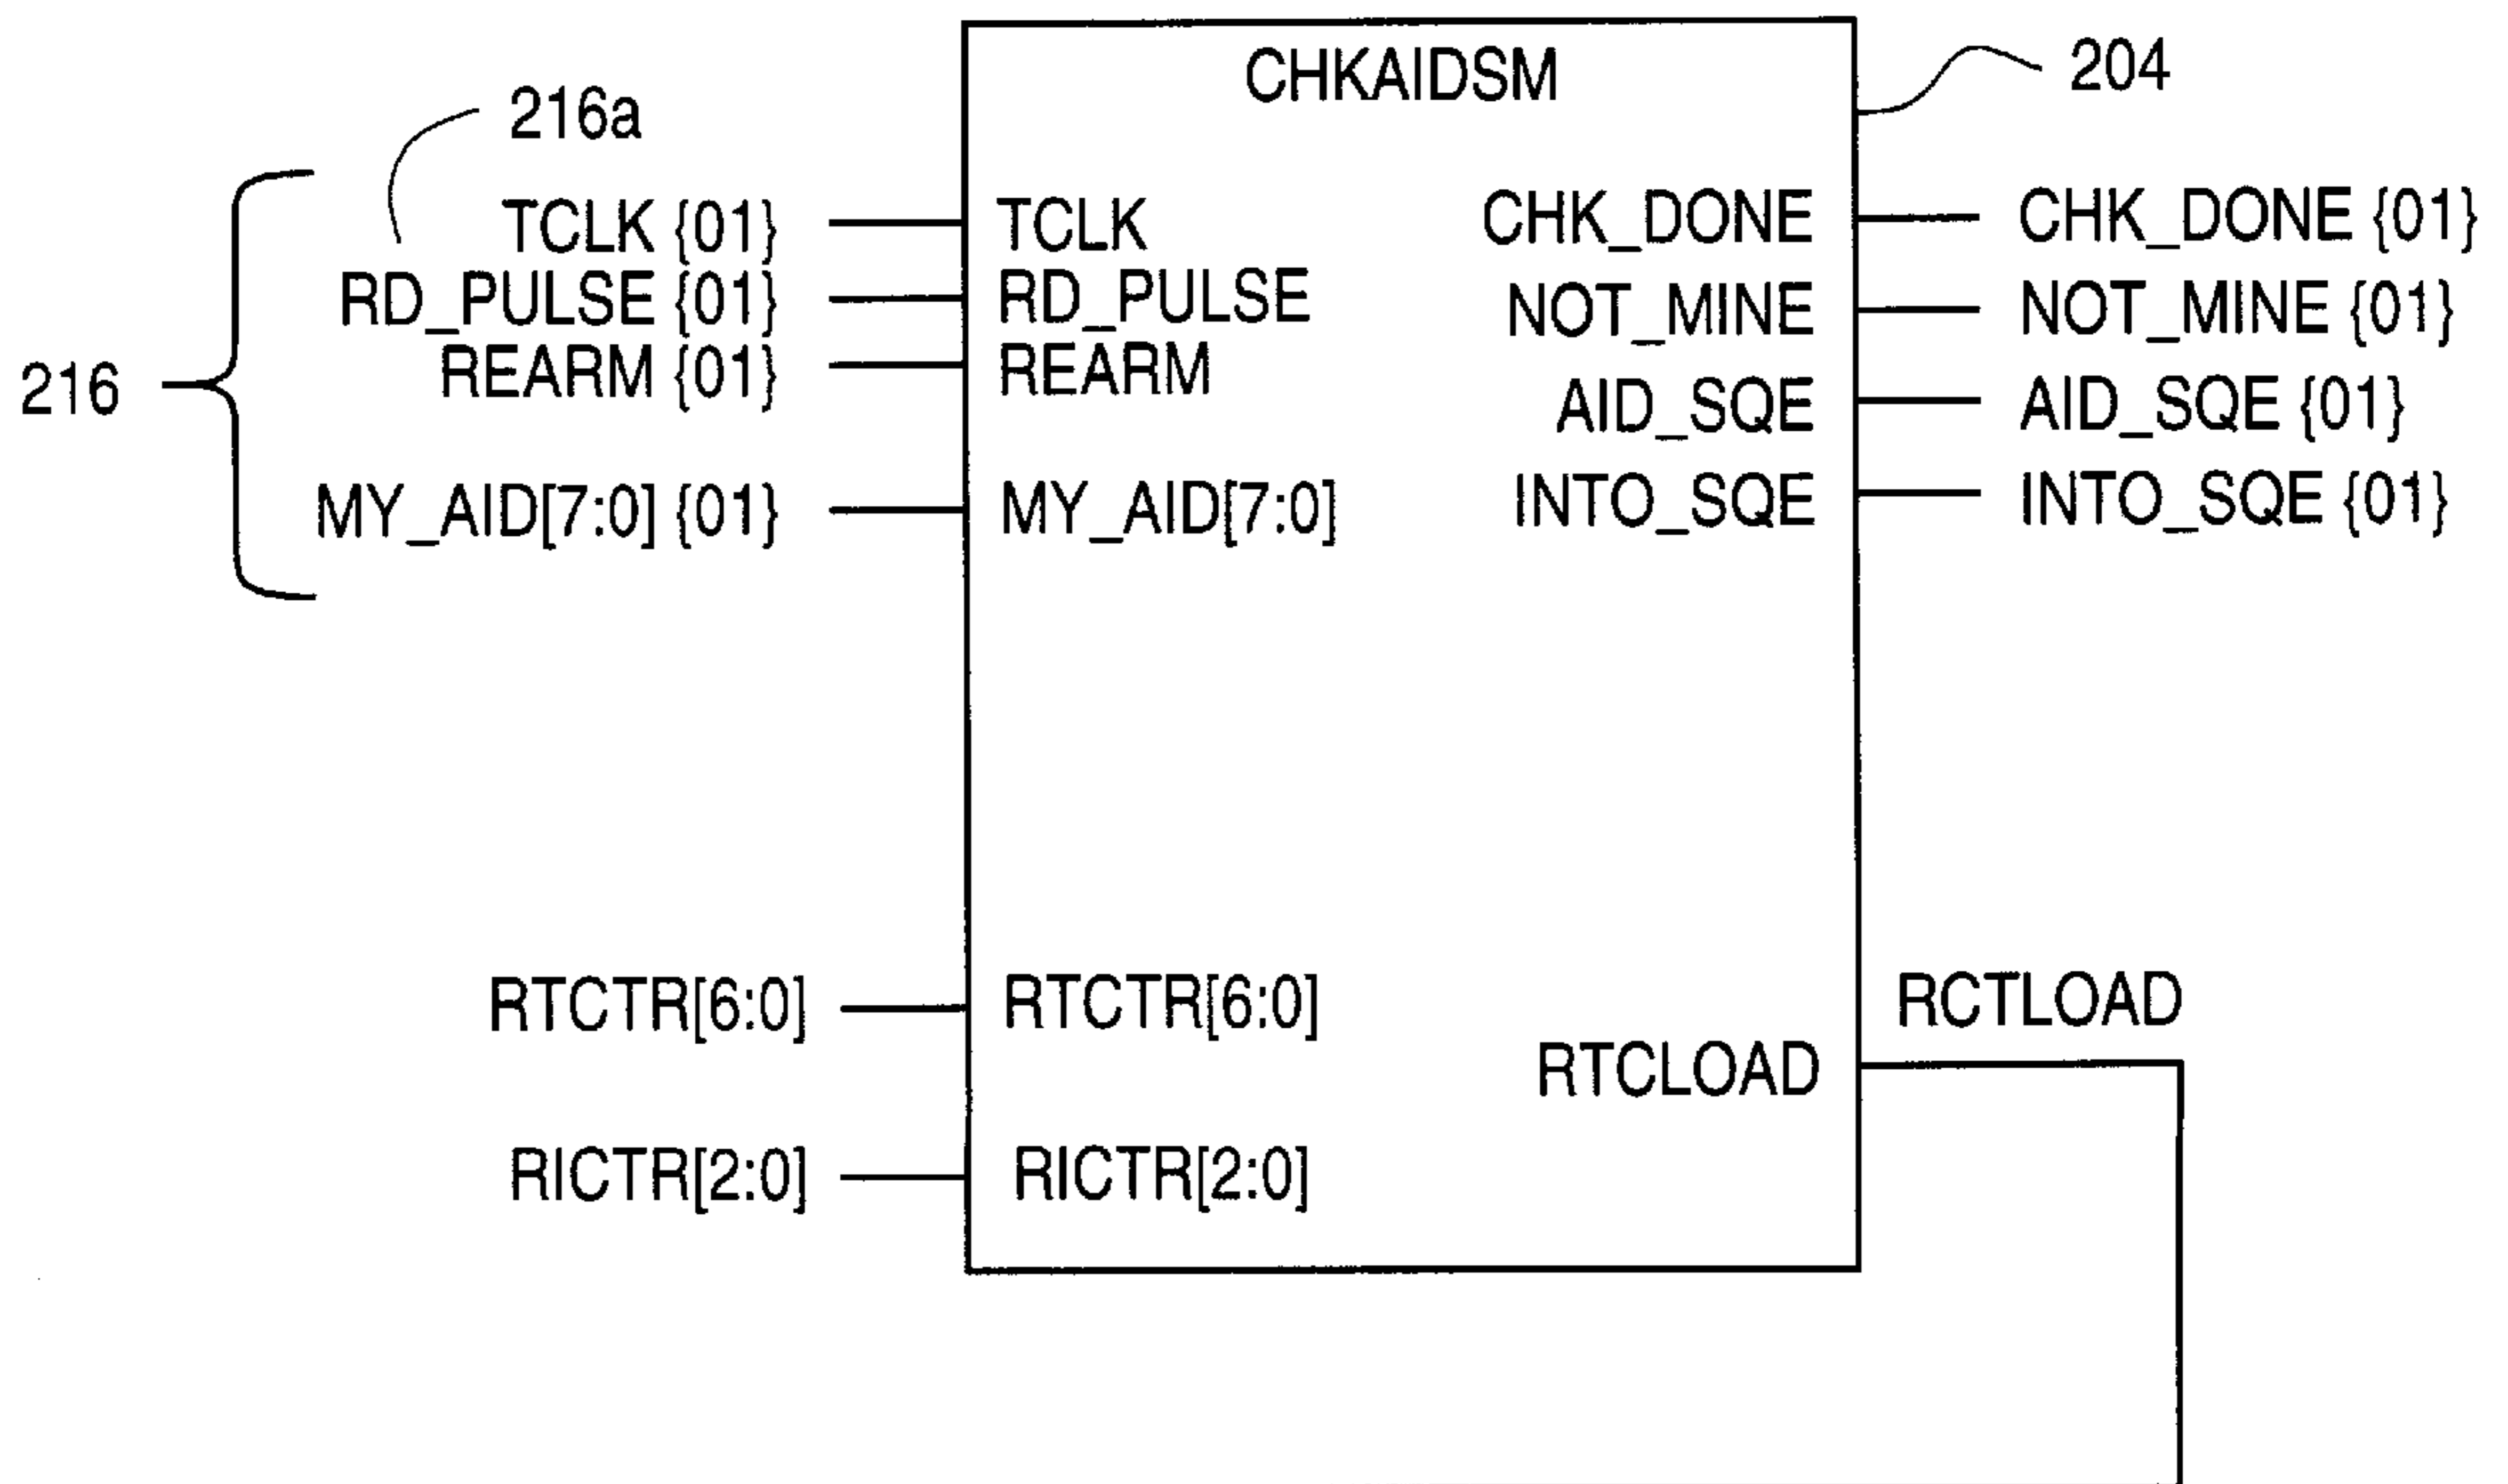 CHKAIDSM
204
216a
216
TCLK {01}
TCLK
CHK_DONE
CHK_DONE {01}
RD_PULSE {01}
RD_PULSE
NOT_MINE
NOT_MINE {01}
REARM {01}
REARM
AID_SQE
AID_SQE {01}
MY_AID[7:0] {01}
MY_AID[7:0]
INTO_SQE
INTO_SQE {01}
RTCTR[6:0]
RTCTR[6:0]
RCTLOAD
RTCLOAD
RICTR[2:0]
RICTR[2:0]